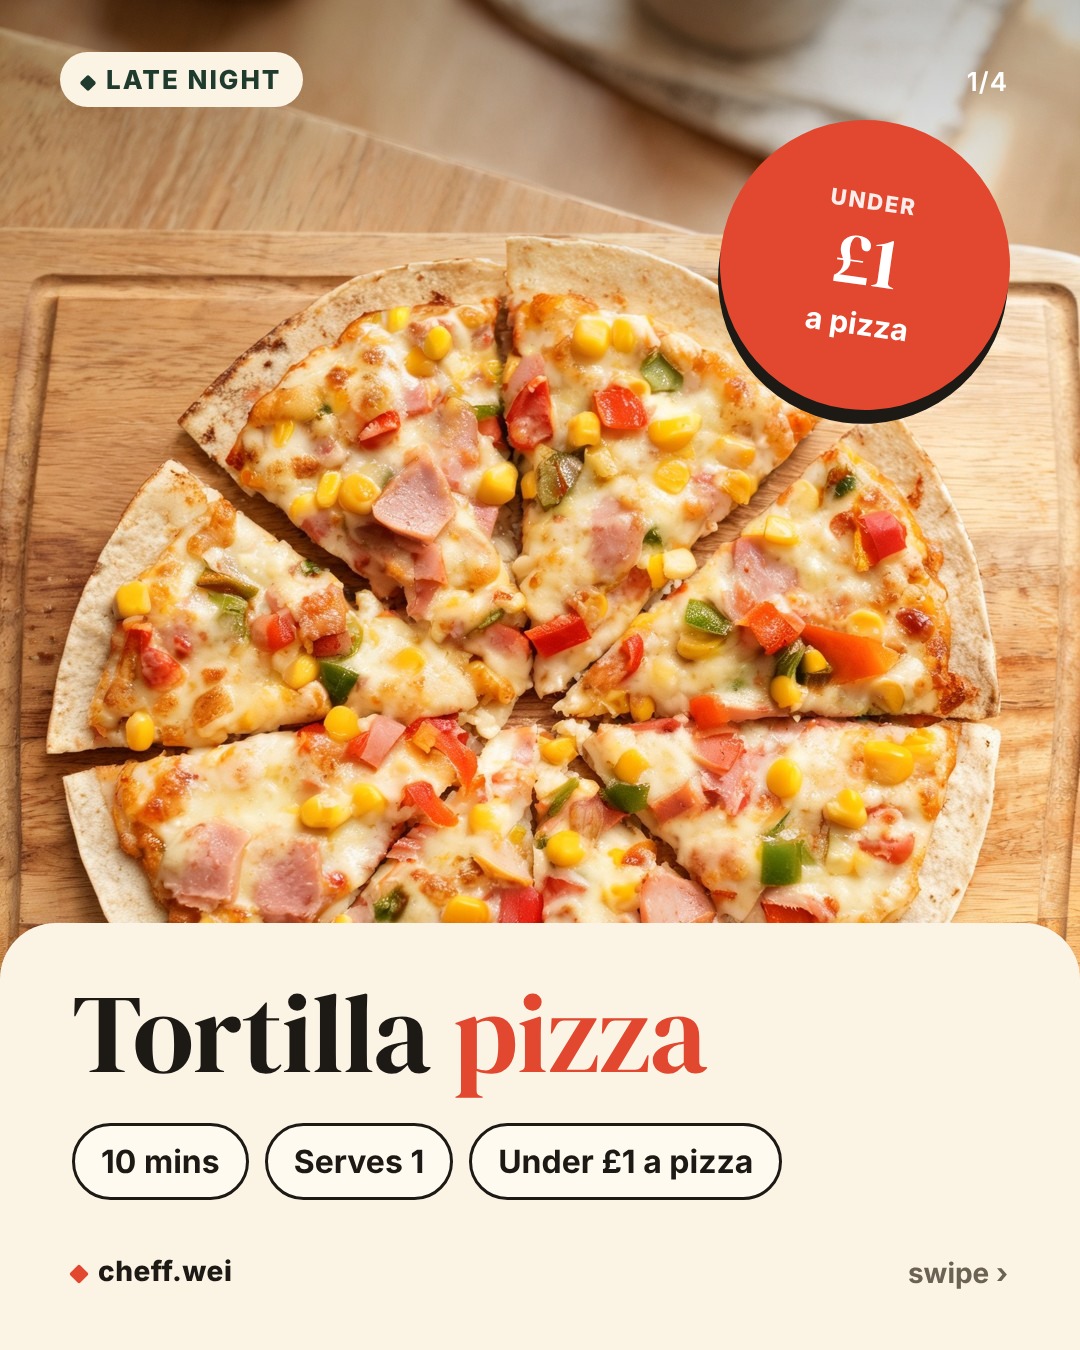 ◆ LATE NIGHT
1/4
UNDER
£1
a pizza
Tortilla pizza
10 mins
Serves 1
Under £1 a pizza
◆ cheff.wei
swipe ›